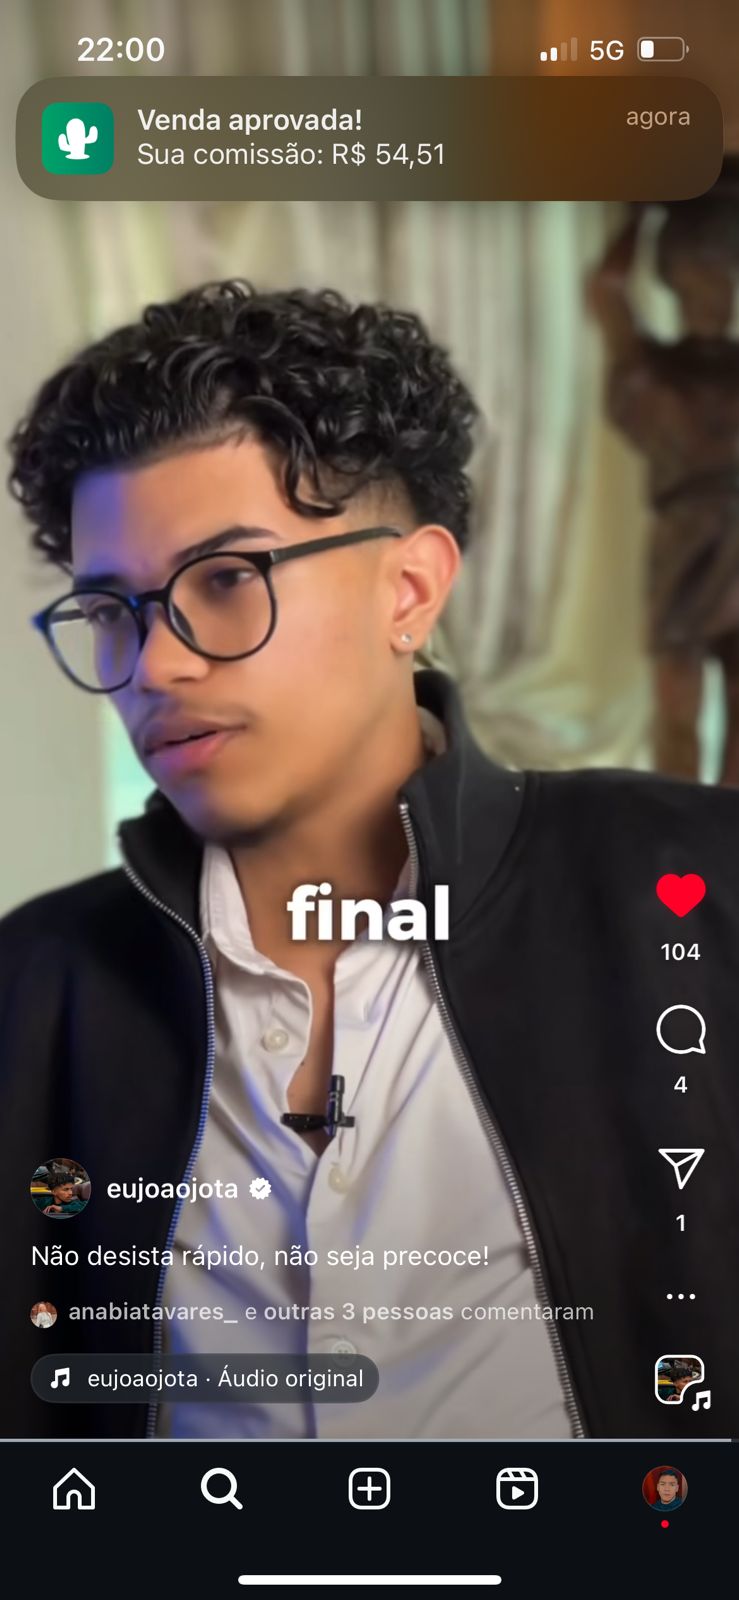 22:00
5G
Venda aprovada!
agora
Sua comissão: R$ 54,51
final
104
4
1
eujoaojota
Não desista rápido, não seja precoce!
anabiatavares_ e outras 3 pessoas comentaram
eujoaojota · Áudio original